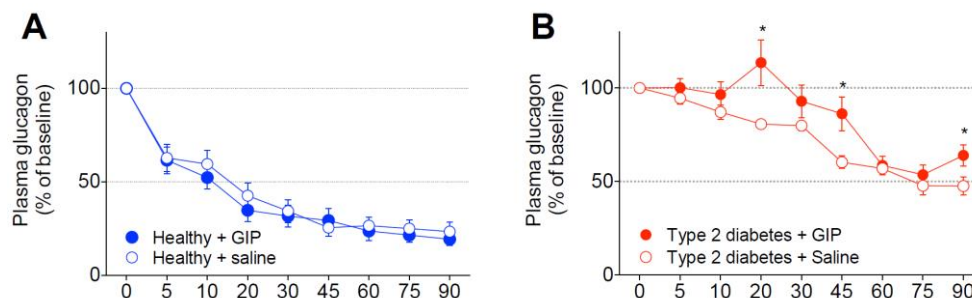 A
Plasma glucagon
(% of baseline)
100
50
0
Healthy + GIP
Healthy + saline
0 5 10 20 30 45 60 75 90
B
Plasma glucagon
(% of baseline)
100
50
0
* * *
Type 2 diabetes + GIP
Type 2 diabetes + Saline
0 5 10 20 30 45 60 75 90